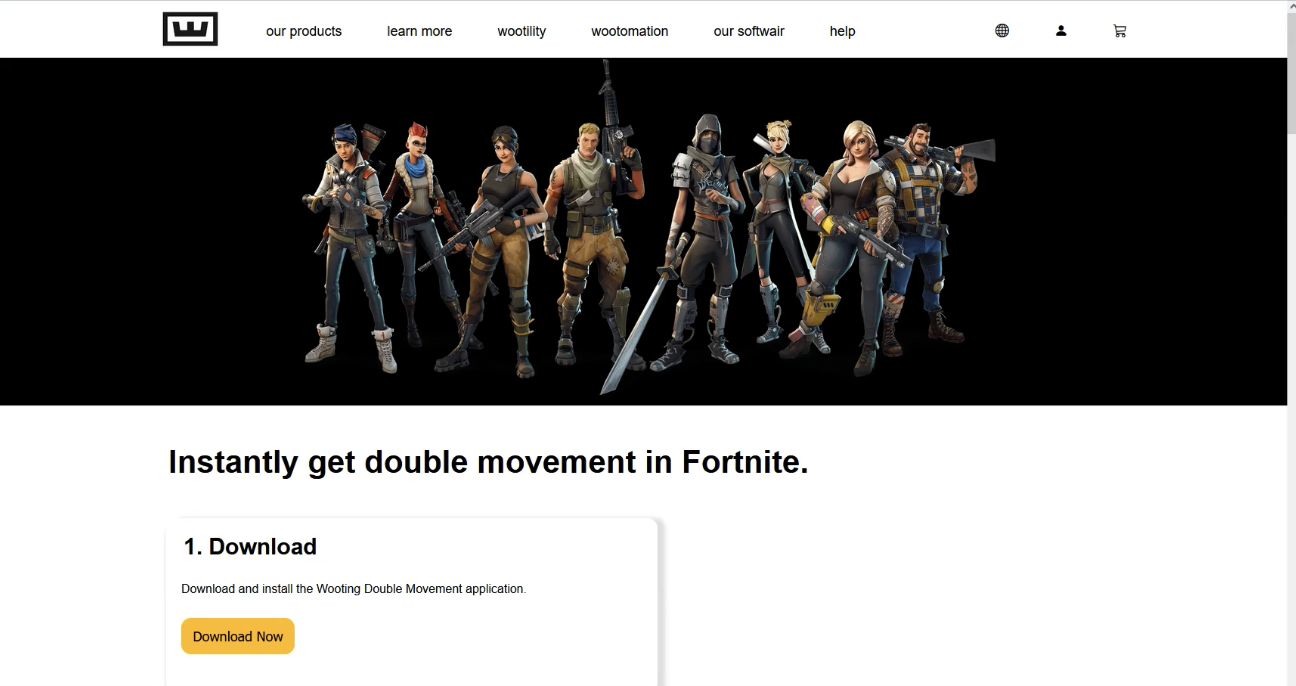 our products learn more wootility wootomation our softwair help
Instantly get double movement in Fortnite.
1. Download
Download and install the Wooting Double Movement application.
Download Now